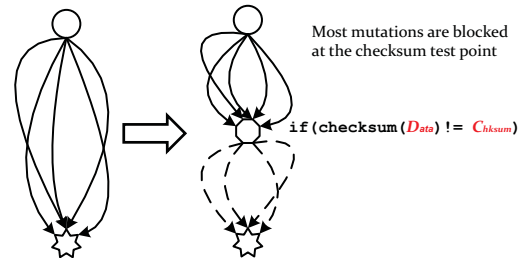 Most mutations are blocked
at the checksum test point
if(checksum(Data)!= Chksum)